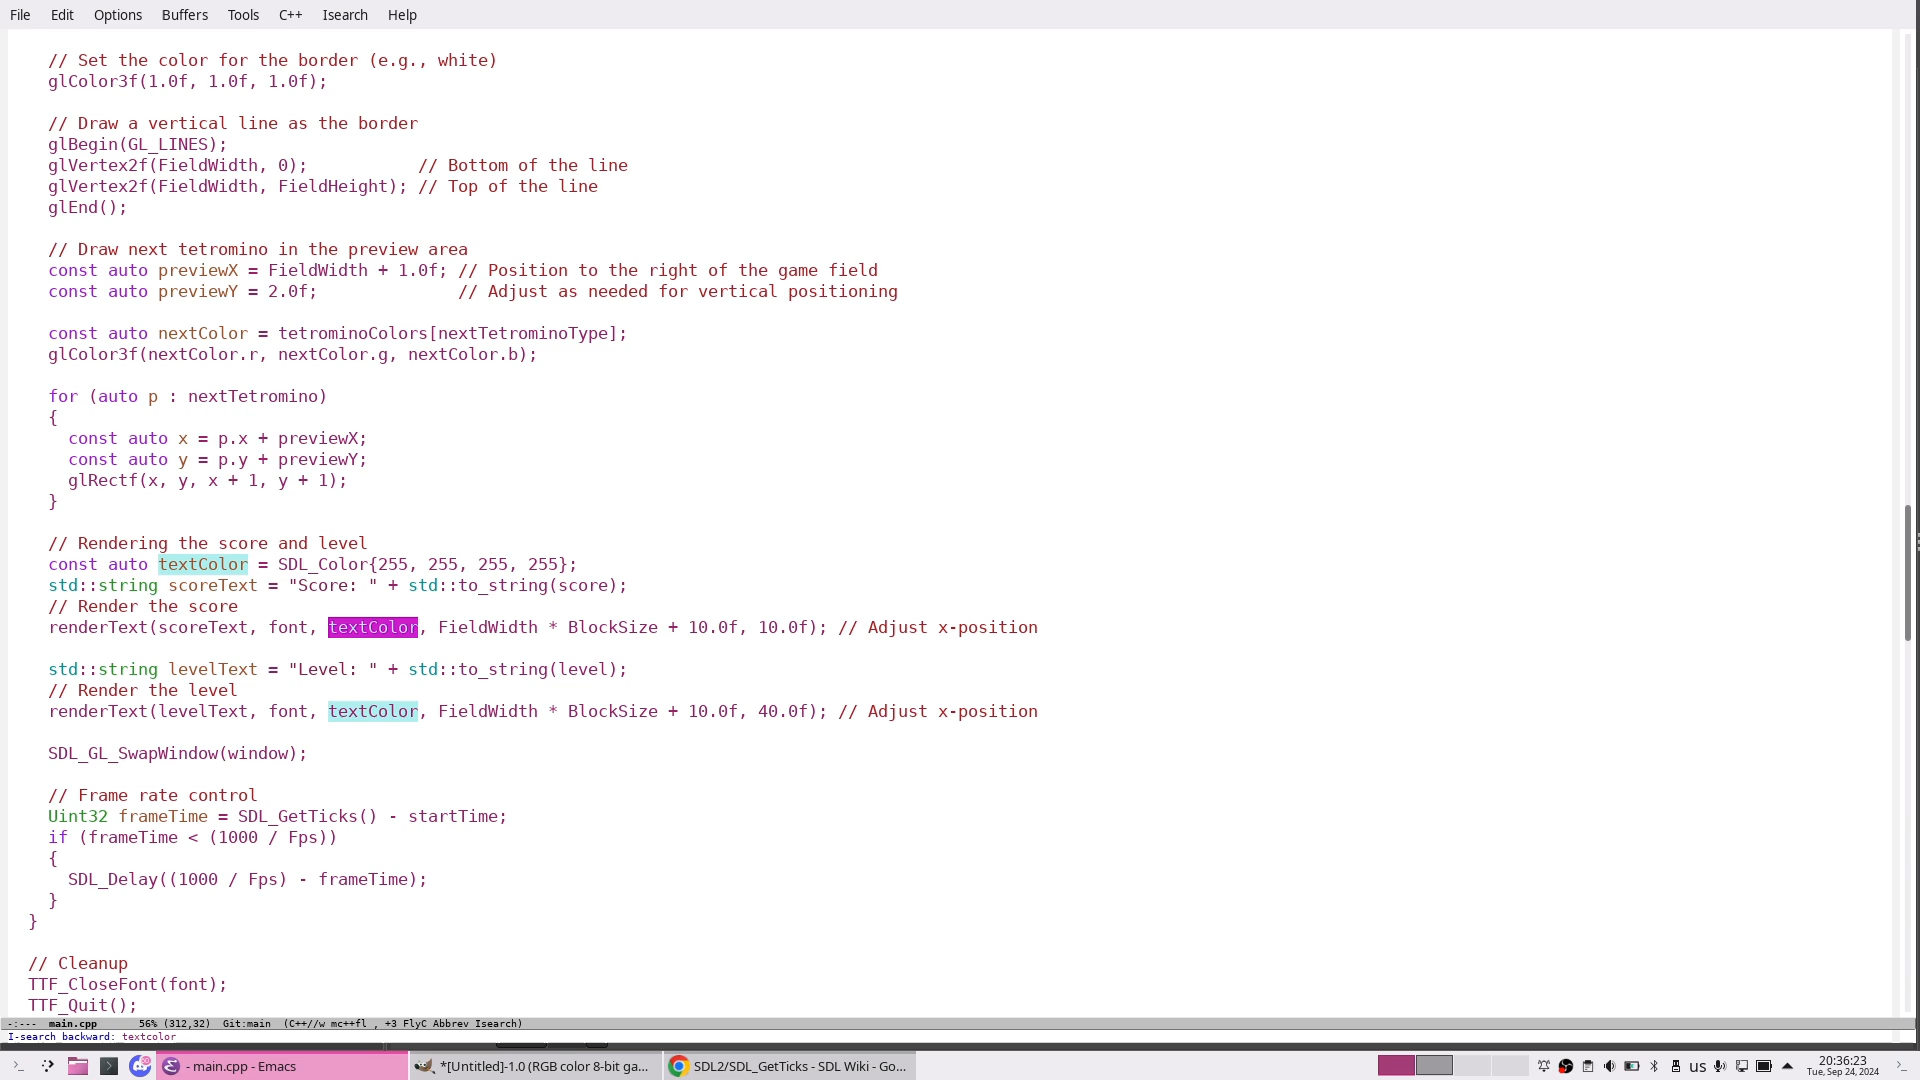 File Edit Options Buffers Tools C++ Isearch Help
// Set the color for the border (e.g., white)
glColor3f(1.0f, 1.0f, 1.0f);
// Draw a vertical line as the border
glBegin(GL_LINES);
glVertex2f(FieldWidth, 0);           // Bottom of the line
glVertex2f(FieldWidth, FieldHeight); // Top of the line
glEnd();
// Draw next tetromino in the preview area
const auto previewX = FieldWidth + 1.0f; // Position to the right of the game field
const auto previewY = 2.0f;              // Adjust as needed for vertical positioning
const auto nextColor = tetrominoColors[nextTetrominoType];
glColor3f(nextColor.r, nextColor.g, nextColor.b);
for (auto p : nextTetromino)
{
const auto x = p.x + previewX;
const auto y = p.y + previewY;
glRectf(x, y, x + 1, y + 1);
}
// Rendering the score and level
const auto textColor = SDL_Color{255, 255, 255, 255};
std::string scoreText = "Score: " + std::to_string(score);
// Render the score
renderText(scoreText, font, textColor, FieldWidth * BlockSize + 10.0f, 10.0f); // Adjust x-position
std::string levelText = "Level: " + std::to_string(level);
// Render the level
renderText(levelText, font, textColor, FieldWidth * BlockSize + 10.0f, 40.0f); // Adjust x-position
SDL_GL_SwapWindow(window);
// Frame rate control
Uint32 frameTime = SDL_GetTicks() - startTime;
if (frameTime < (1000 / Fps))
{
SDL_Delay((1000 / Fps) - frameTime);
}
}
// Cleanup
TTF_CloseFont(font);
TTF_Quit();
-:--- main.cpp 56% (312,32) Git:main (C++//w mc++fl , +3 FlyC Abbrev Isearch)
I-search backward: textcolor
- main.cpp - Emacs *[Untitled]-1.0 (RGB color 8-bit ga... SDL2/SDL_GetTicks - SDL Wiki - Go... us 20:36:23
Tue, Sep 24, 2024